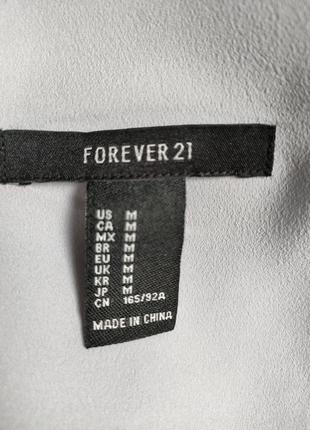 FOREVER 21
US M
CA M
MX M
BR M
EU M
UK M
KR M
JP M
CN 165/92A
MADE IN CHINA